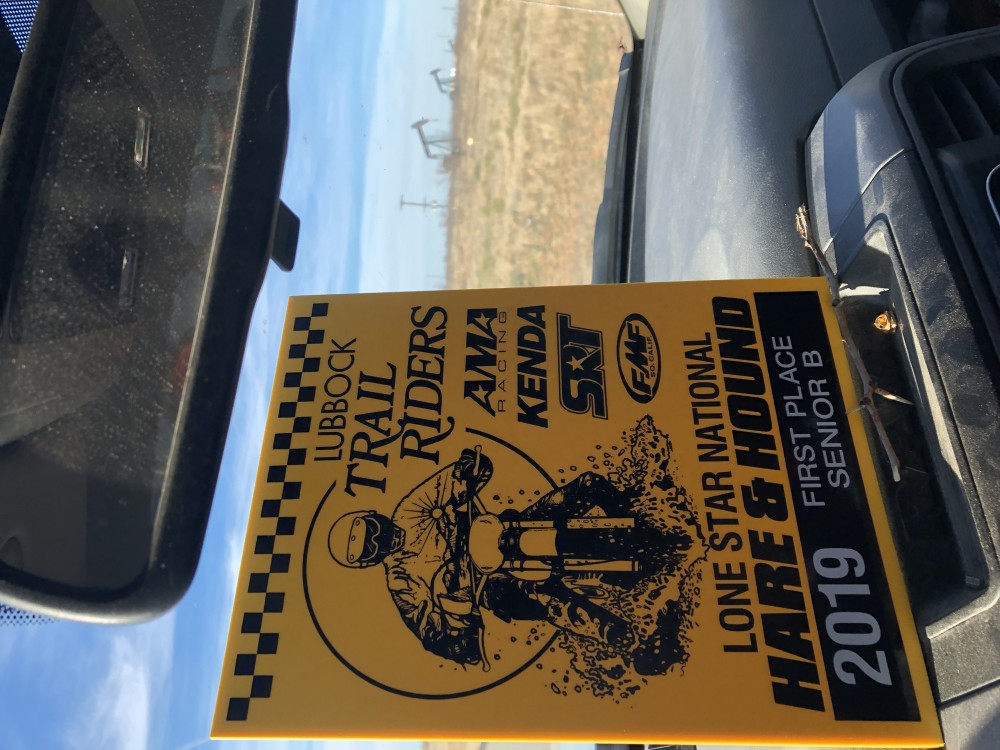 LUBBOCK
TRAIL
RIDERS
AMA
RACING
KENDA
SRT
FMF
SO.CALIF.
LONE STAR NATIONAL
HARE & HOUND
2019
FIRST PLACE
SENIOR B